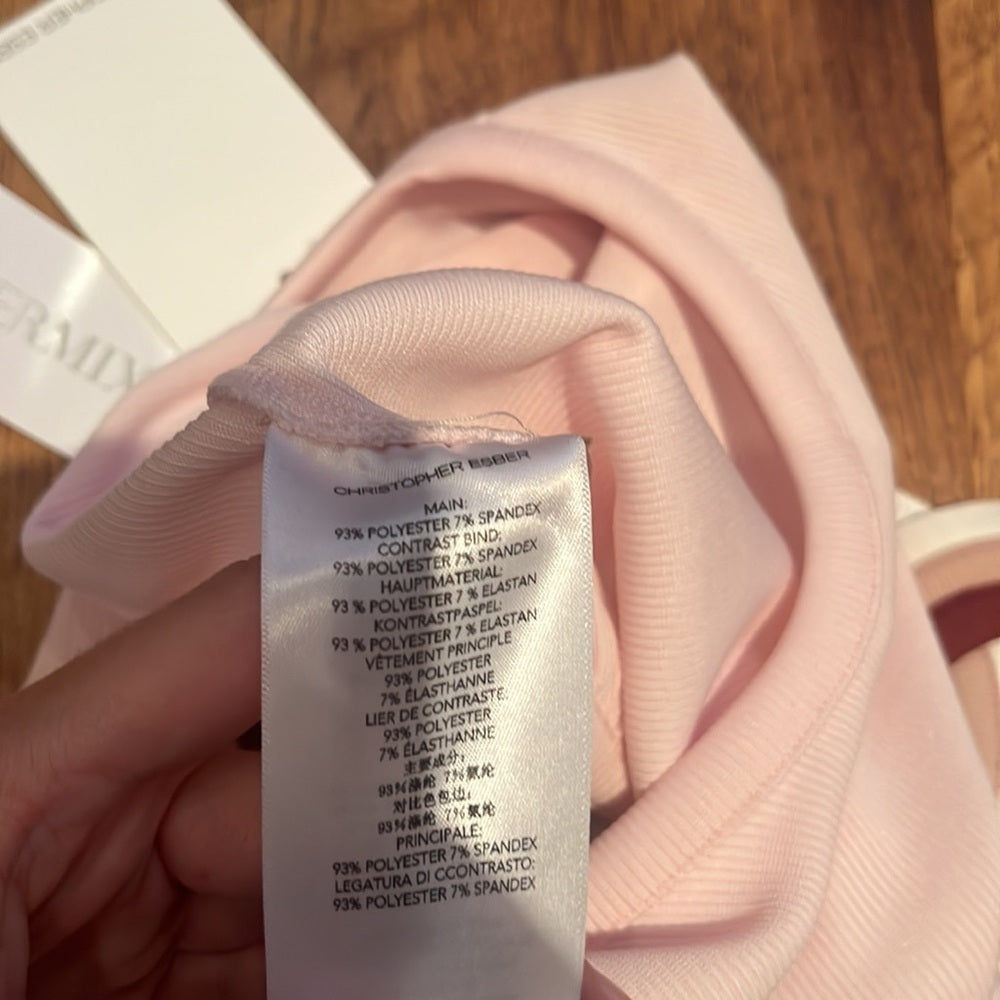 CHRISTOPHER ESBER
MAIN:
93% POLYESTER 7% SPANDEX
CONTRAST BIND:
93% POLYESTER 7% SPANDEX
HAUPTMATERIAL:
93 % POLYESTER 7 % ELASTAN
KONTRASTPASPEL:
93 % POLYESTER 7 % ELASTAN
VÊTEMENT PRINCIPLE
93% POLYESTER
7% ÉLASTHANNE
LIER DE CONTRASTE:
93% POLYESTER
7% ÉLASTHANNE
主要成分:
93%涤纶 7%氨纶
对比色包边:
93%涤纶 7%氨纶
PRINCIPALE:
93% POLYESTER 7% SPANDEX
LEGATURA DI CCONTRASTO:
93% POLYESTER 7% SPANDEX
ERMIX